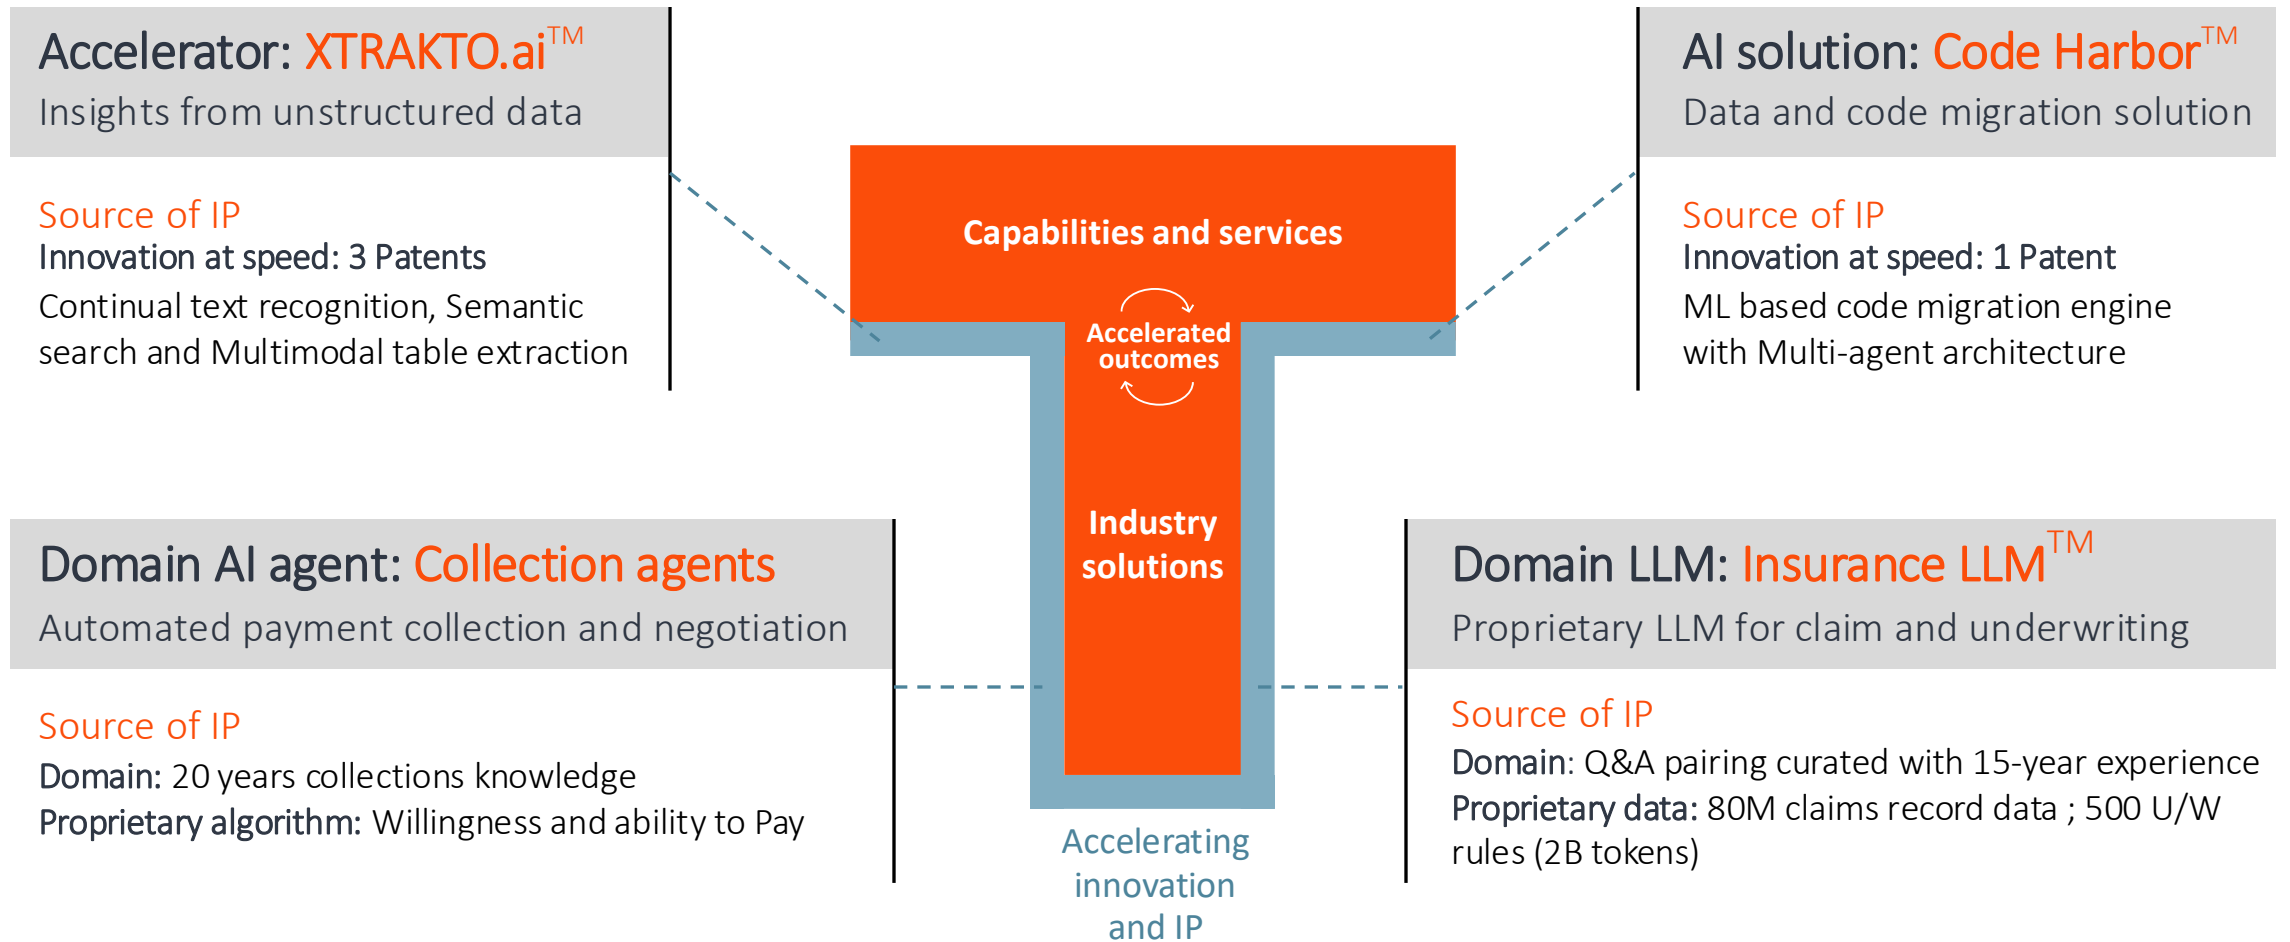 Accelerator: XTRAKTO.ai™
Insights from unstructured data
Source of IP
Innovation at speed: 3 Patents
Continual text recognition, Semantic
search and Multimodal table extraction
AI solution: Code Harbor™
Data and code migration solution
Source of IP
Innovation at speed: 1 Patent
ML based code migration engine
with Multi-agent architecture
Capabilities and services
Accelerated
outcomes
Industry
solutions
Accelerating
innovation
and IP
Domain AI agent: Collection agents
Automated payment collection and negotiation
Source of IP
Domain: 20 years collections knowledge
Proprietary algorithm: Willingness and ability to Pay
Domain LLM: Insurance LLM™
Proprietary LLM for claim and underwriting
Source of IP
Domain: Q&A pairing curated with 15-year experience
Proprietary data: 80M claims record data ; 500 U/W
rules (2B tokens)